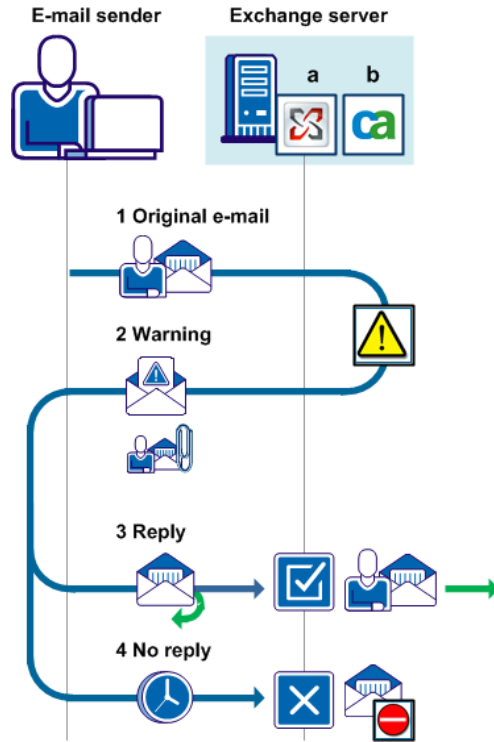 E-mail sender
Exchange server
a
b
ca
1 Original e-mail
2 Warning
3 Reply
4 No reply